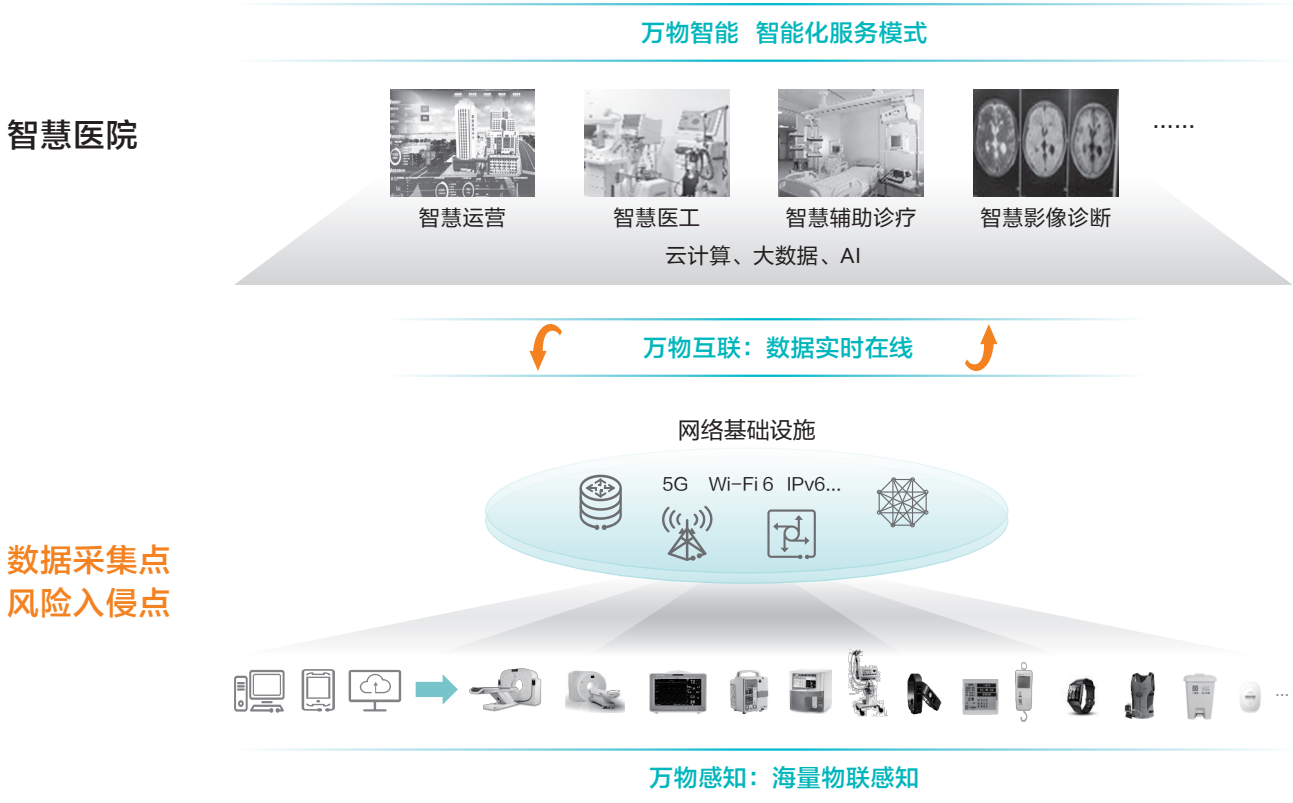 万物智能 智能化服务模式
智慧医院
……
智慧运营 智慧医工 智慧辅助诊疗 智慧影像诊断
云计算、大数据、AI
万物互联：数据实时在线
网络基础设施
5G Wi-Fi 6 IPv6...
数据采集点
风险入侵点
...
万物感知：海量物联感知